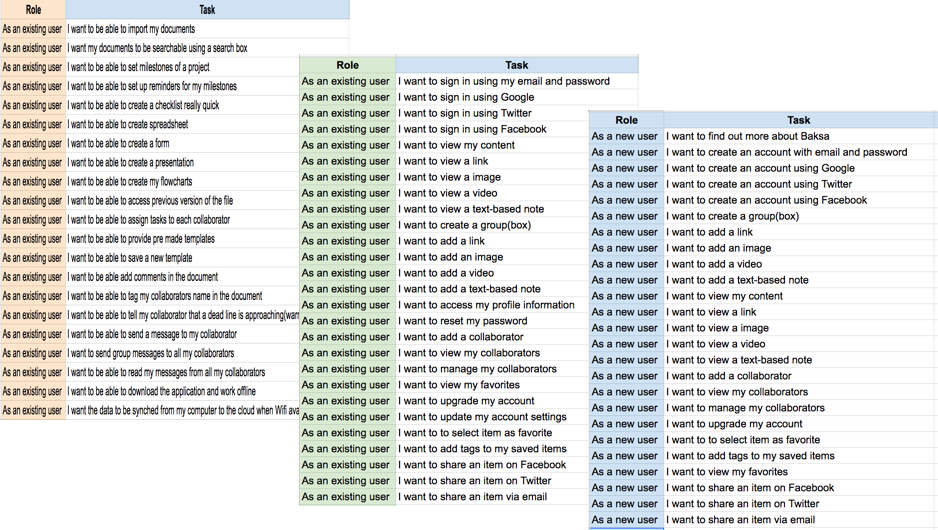 Role Task
As an existing user I want to be able to import my documents
As an existing user I want my documents to be searchable using a search box
As an existing user I want to be able to set milestones of a project
As an existing user I want to be able to set up reminders for my milestones
As an existing user I want to be able to create a checklist really quick
As an existing user I want to be able to create spreadsheet
As an existing user I want to be able to create a form
As an existing user I want to be able to create a presentation
As an existing user I want to be able to create my flowcharts
As an existing user I want to be able to access previous version of the file
As an existing user I want to be able to assign tasks to each collaborator
As an existing user I want to be able to provide pre made templates
As an existing user I want to be able to save a new template
As an existing user I want to be able add comments in the document
As an existing user I want to be able to tag my collaborators name in the document
As an existing user I want to be able to tell my collaborator that a dead line is approaching(warn
As an existing user I want to be able to send a message to my collaborator
As an existing user I want to send group messages to all my collaborators
As an existing user I want to be able to read my messages from all my collaborators
As an existing user I want to be able to download the application and work offline
As an existing user I want the data to be synched from my computer to the cloud when Wifi ava
Role Task
As an existing user I want to sign in using my email and password
As an existing user I want to sign in using Google
As an existing user I want to sign in using Twitter
As an existing user I want to sign in using Facebook
As an existing user I want to view my content
As an existing user I want to view a link
As an existing user I want to view a image
As an existing user I want to view a video
As an existing user I want to view a text-based note
As an existing user I want to create a group(box)
As an existing user I want to add a link
As an existing user I want to add an image
As an existing user I want to add a video
As an existing user I want to add a text-based note
As an existing user I want to access my profile information
As an existing user I want to reset my password
As an existing user I want to add a collaborator
As an existing user I want to view my collaborators
As an existing user I want to manage my collaborators
As an existing user I want to view my favorites
As an existing user I want to upgrade my account
As an existing user I want to update my account settings
As an existing user I want to to select item as favorite
As an existing user I want to add tags to my saved items
As an existing user I want to share an item on Facebook
As an existing user I want to share an item on Twitter
As an existing user I want to share an item via email
Role Task
As a new user I want to find out more about Baksa
As a new user I want to create an account with email and password
As a new user I want to create an account using Google
As a new user I want to create an account using Twitter
As a new user I want to create an account using Facebook
As a new user I want to create a group(box)
As a new user I want to add a link
As a new user I want to add an image
As a new user I want to add a video
As a new user I want to add a text-based note
As a new user I want to view my content
As a new user I want to view a link
As a new user I want to view a image
As a new user I want to view a video
As a new user I want to view a text-based note
As a new user I want to add a collaborator
As a new user I want to view my collaborators
As a new user I want to manage my collaborators
As a new user I want to upgrade my account
As a new user I want to to select item as favorite
As a new user I want to add tags to my saved items
As a new user I want to view my favorites
As a new user I want to share an item on Facebook
As a new user I want to share an item on Twitter
As a new user I want to share an item via email